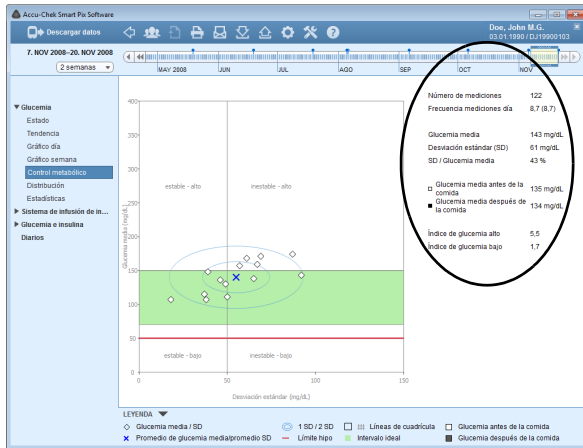 Accu-Chek Smart Pix Software
Descargar datos
Doe, John M.G.
03.01.1990 / DJ19900103
7. NOV 2008–20. NOV 2008
2 semanas
MAY 2008 JUN JUL AGO SEP OCT NOV
Glucemia
Estado
Tendencia
Gráfico día
Gráfico semana
Control metabólico
Distribución
Estadísticas
Sistema de infusión de in...
Glucemia e insulina
Diarios
400
350
300
250
200
150
100
50
0
Glucemia media (mg/dL)
estable - alto
inestable - alto
estable - bajo
inestable - bajo
0 50 100 150
Desviación estándar (mg/dL)
Número de mediciones 122
Frecuencia mediciones día 8,7 (8,7)
Glucemia media 143 mg/dL
Desviación estándar (SD) 61 mg/dL
SD / Glucemia media 43 %
Glucemia media antes de la
comida 135 mg/dL
Glucemia media después de
la comida 134 mg/dL
Índice de glucemia alto 5,5
Índice de glucemia bajo 1,7
LEYENDA
Glucemia media / SD
1 SD / 2 SD
Líneas de cuadrícula
Glucemia antes de la comida
Promedio de glucemia media/promedio SD
Límite hipo
Intervalo ideal
Glucemia después de la comida